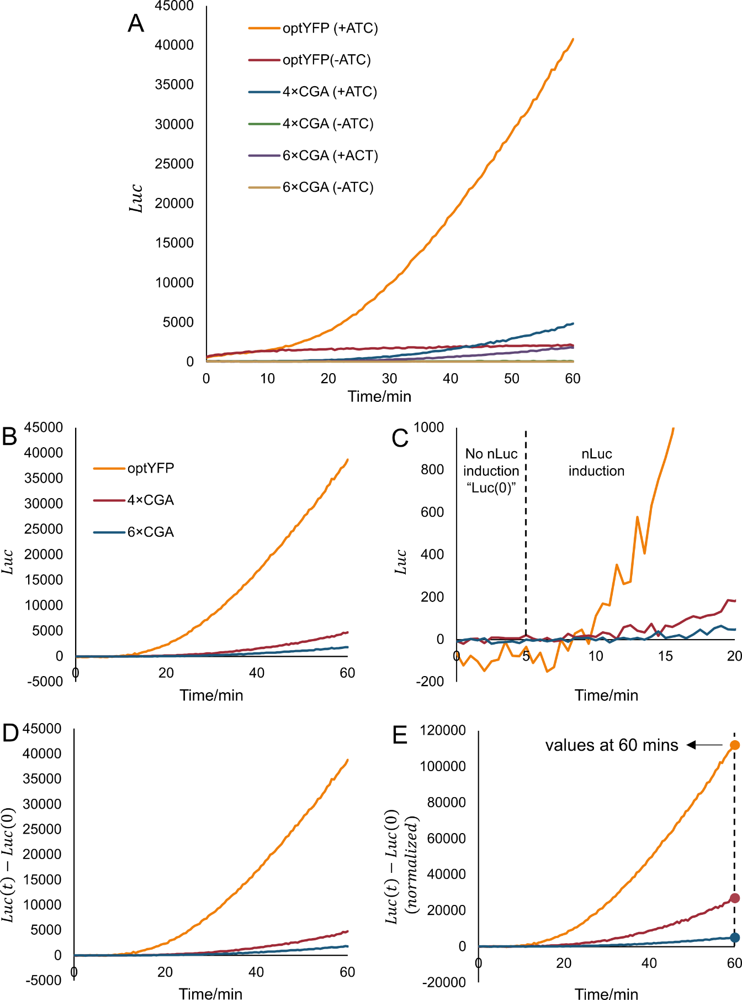 A
45000
40000
35000
30000
25000
20000
15000
10000
5000
0
Luc
optYFP (+ATC)
optYFP(-ATC)
4×CGA (+ATC)
4×CGA (-ATC)
6×CGA (+ACT)
6×CGA (-ATC)
0 10 20 30 40 50 60
Time/min
B
45000
40000
35000
30000
25000
20000
15000
10000
5000
0
-5000
Luc
optYFP
4×CGA
6×CGA
0 20 40 60
Time/min
C
1000
800
600
400
200
0
-200
Luc
No nLuc
induction
“Luc(0)”
nLuc
induction
0 5 10 15 20
Time/min
D
45000
40000
35000
30000
25000
20000
15000
10000
5000
0
-5000
Luc(t) − Luc(0)
0 20 40 60
Time/min
E
120000
100000
80000
60000
40000
20000
0
-20000
Luc(t) − Luc(0)
(normalized)
values at 60 mins
0 20 40 60
Time/min